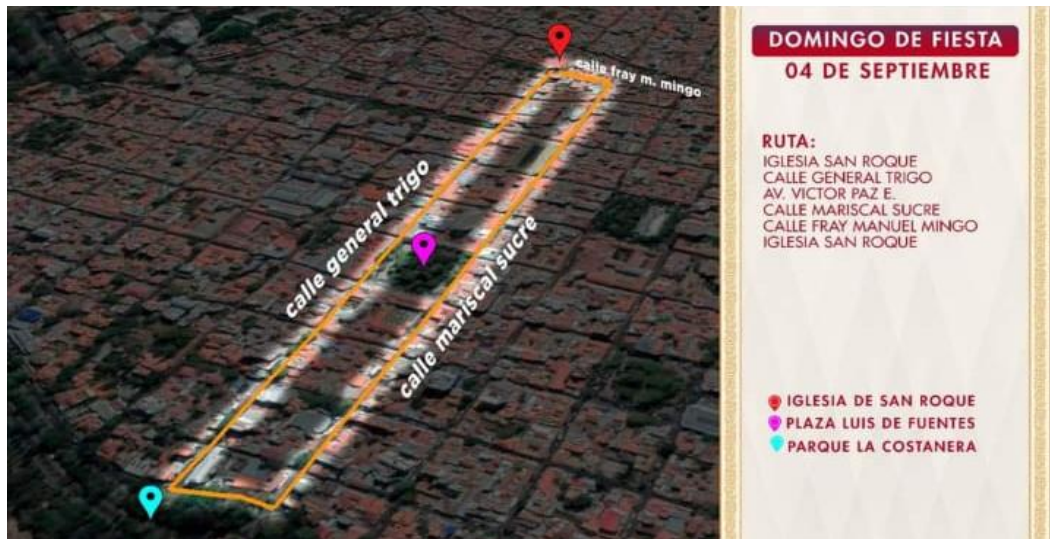 calle fray m. mingo
calle general trigo
calle mariscal sucre
DOMINGO DE FIESTA
04 DE SEPTIEMBRE
RUTA:
IGLESIA SAN ROQUE
CALLE GENERAL TRIGO
AV. VICTOR PAZ E.
CALLE MARISCAL SUCRE
CALLE FRAY MANUEL MINGO
IGLESIA SAN ROQUE
IGLESIA DE SAN ROQUE
PLAZA LUIS DE FUENTES
PARQUE LA COSTANERA